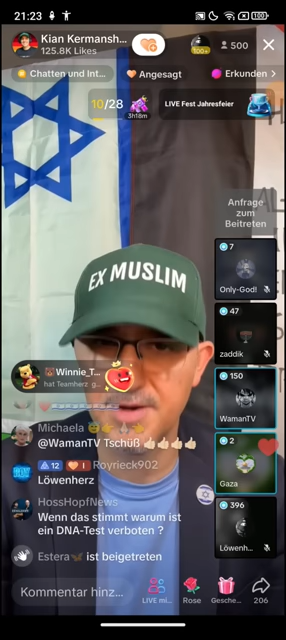 21:23
100
Kian Kermansh...
125.8K Likes
100+
500
Chatten und Int...
Angesagt
Erkunden
10/28
3h18m
LIVE Fest Jahresfeier
Anfrage
zum
Beitreten
7
Only-God!
EX MUSLIM
47
zaddik
150
WamanTV
Winnie_T...
hat Teamherz g...
Michaela
@WamanTV Tschüß
2
Gaza
12
1
Royrieck902
Löwenherz
HossHopfNews
Wenn das stimmt warum ist
ein DNA-Test verboten ?
396
Löwenh...
Estera ist beigetreten
Kommentar hinz...
LIVE mi...
Rose
Gesche...
206